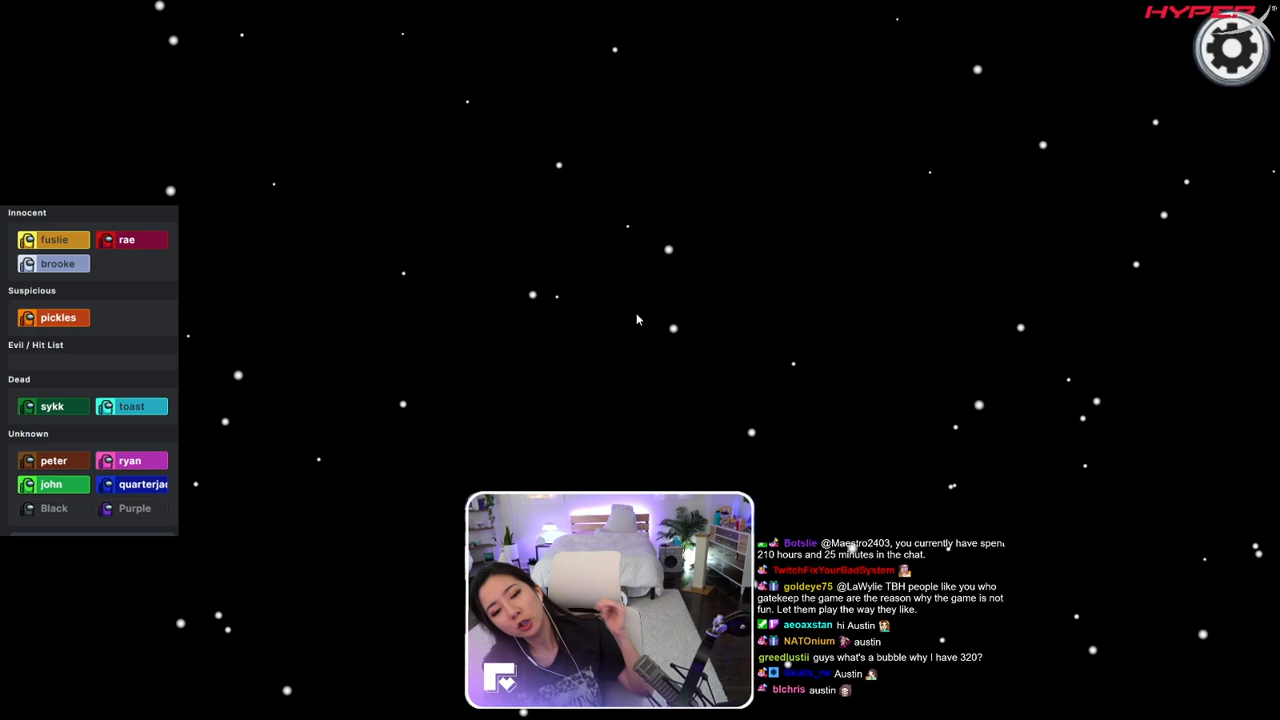 HYPERX
Innocent
fuslie
rae
brooke
Suspicious
pickles
Evil / Hit List
Dead
sykk
toast
Unknown
peter
ryan
john
quarterjac
Black
Purple
Botslie @Maestro2403, you currently have spent
210 hours and 25 minutes in the chat.
TwitchFixYourBadSystem
goldeye75 @LaWylie TBH people like you who
gatekeep the game are the reason why the game is not
fun. Let them play the way they like.
aeoaxstan hi Austin
NATOnium austin
greedlustii guys what's a bubble why I have 320?
Austin
blchris austin